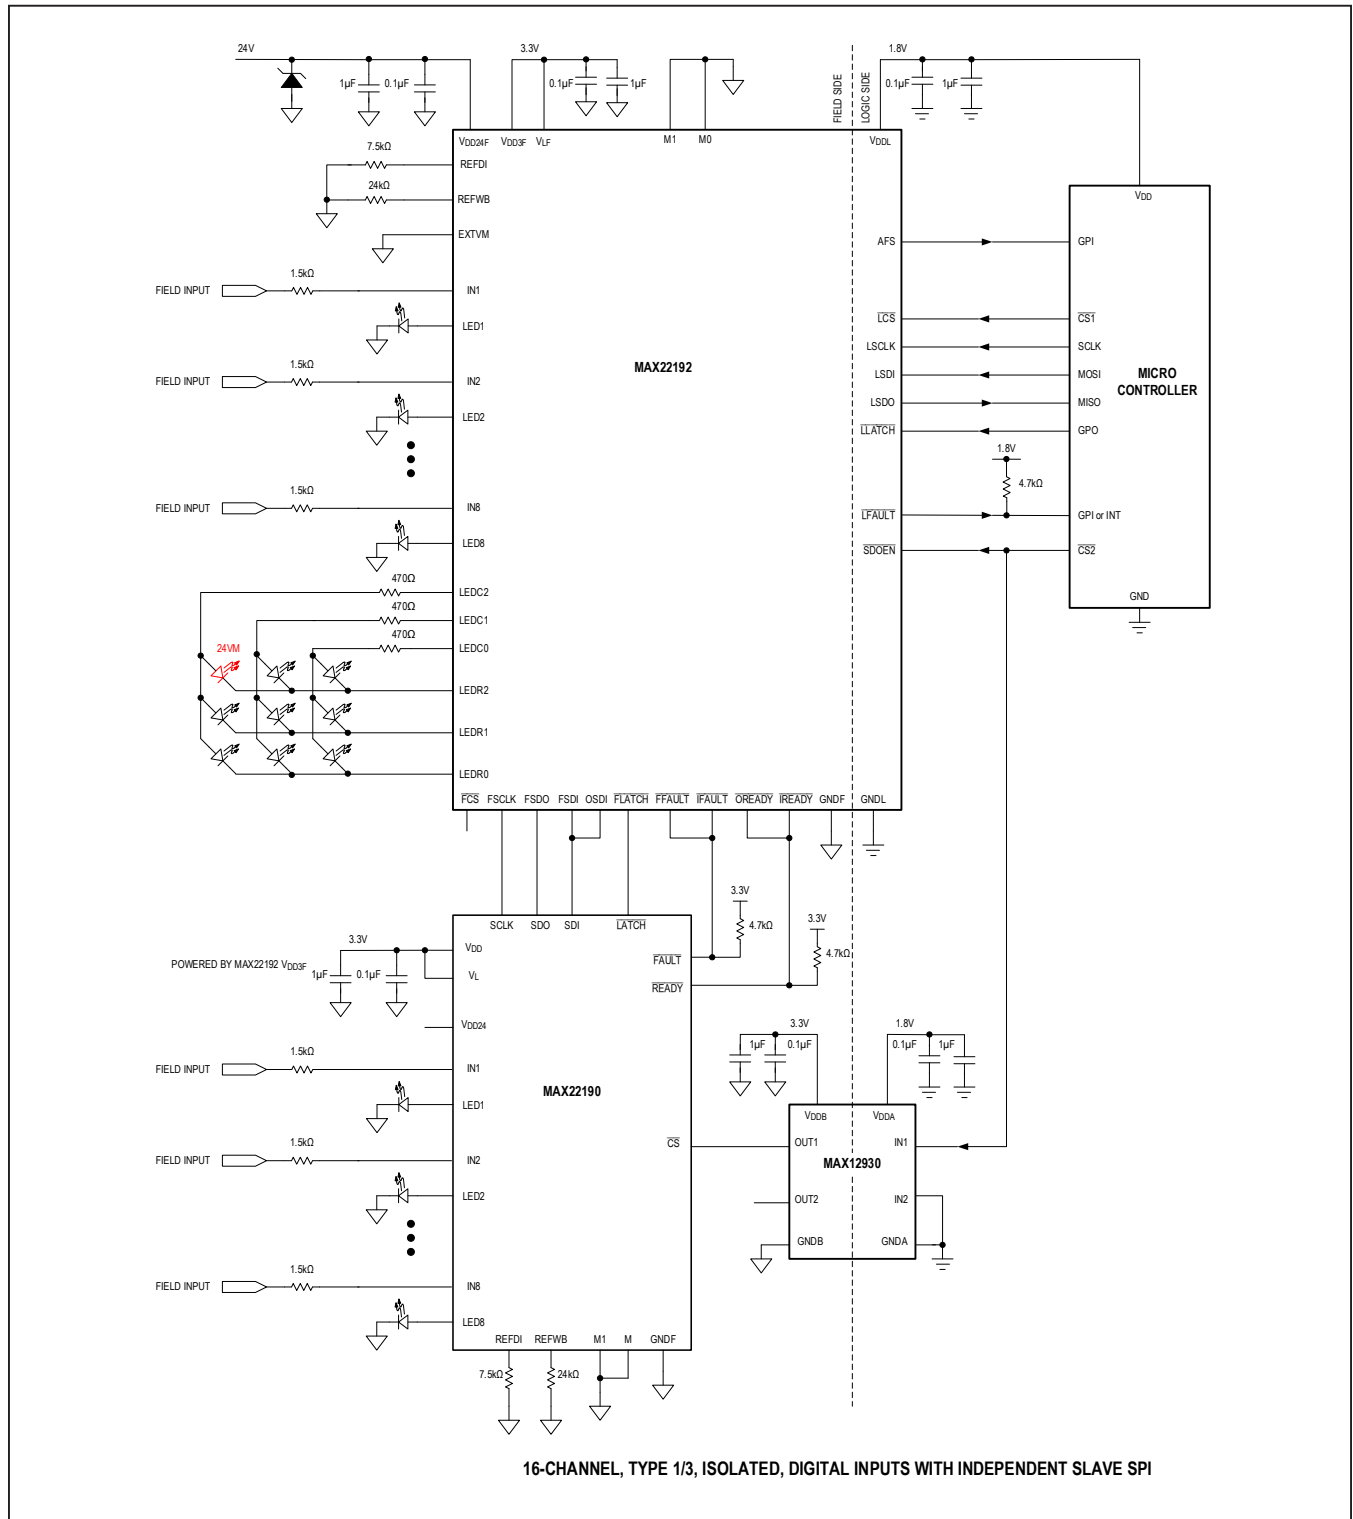 24V
3.3V
1.8V
1µF
0.1µF
0.1µF
1µF
FIELD SIDE
LOGIC SIDE
0.1µF
1µF
VDD24F
VDD3F
VLF
M1
M0
VDDL
7.5kΩ
REFDI
24kΩ
REFWB
EXTVM
VDD
AFS
GPI
1.5kΩ
FIELD INPUT
IN1
LED1
LCS
CS1
LSCLK
SCLK
MAX22192
LSDI
MOSI
MICRO
CONTROLLER
1.5kΩ
FIELD INPUT
IN2
LED2
LSDO
MISO
LLATCH
GPO
1.8V
4.7kΩ
1.5kΩ
FIELD INPUT
IN8
LED8
LFAULT
GPI or INT
SDOEN
CS2
GND
470Ω
LEDC2
470Ω
LEDC1
470Ω
LEDC0
24VM
LEDR2
LEDR1
LEDR0
FCS
FSCLK
FSDO
FSDI
OSDI
FLATCH
FFAULT
IFAULT
OREADY
IREADY
GNDF
GNDL
3.3V
4.7kΩ
3.3V
4.7kΩ
SCLK
SDO
SDI
LATCH
3.3V
VDD
FAULT
POWERED BY MAX22192 VDD3F
1µF
0.1µF
VL
READY
VDD24
3.3V
1.8V
1µF
0.1µF
0.1µF
1µF
1.5kΩ
FIELD INPUT
IN1
LED1
MAX22190
VDDB
VDDA
CS
OUT1
IN1
MAX12930
1.5kΩ
FIELD INPUT
IN2
LED2
OUT2
IN2
GNDB
GNDA
1.5kΩ
FIELD INPUT
IN8
LED8
REFDI
REFWB
M1
M
GNDF
7.5kΩ
24kΩ
16-CHANNEL, TYPE 1/3, ISOLATED, DIGITAL INPUTS WITH INDEPENDENT SLAVE SPI